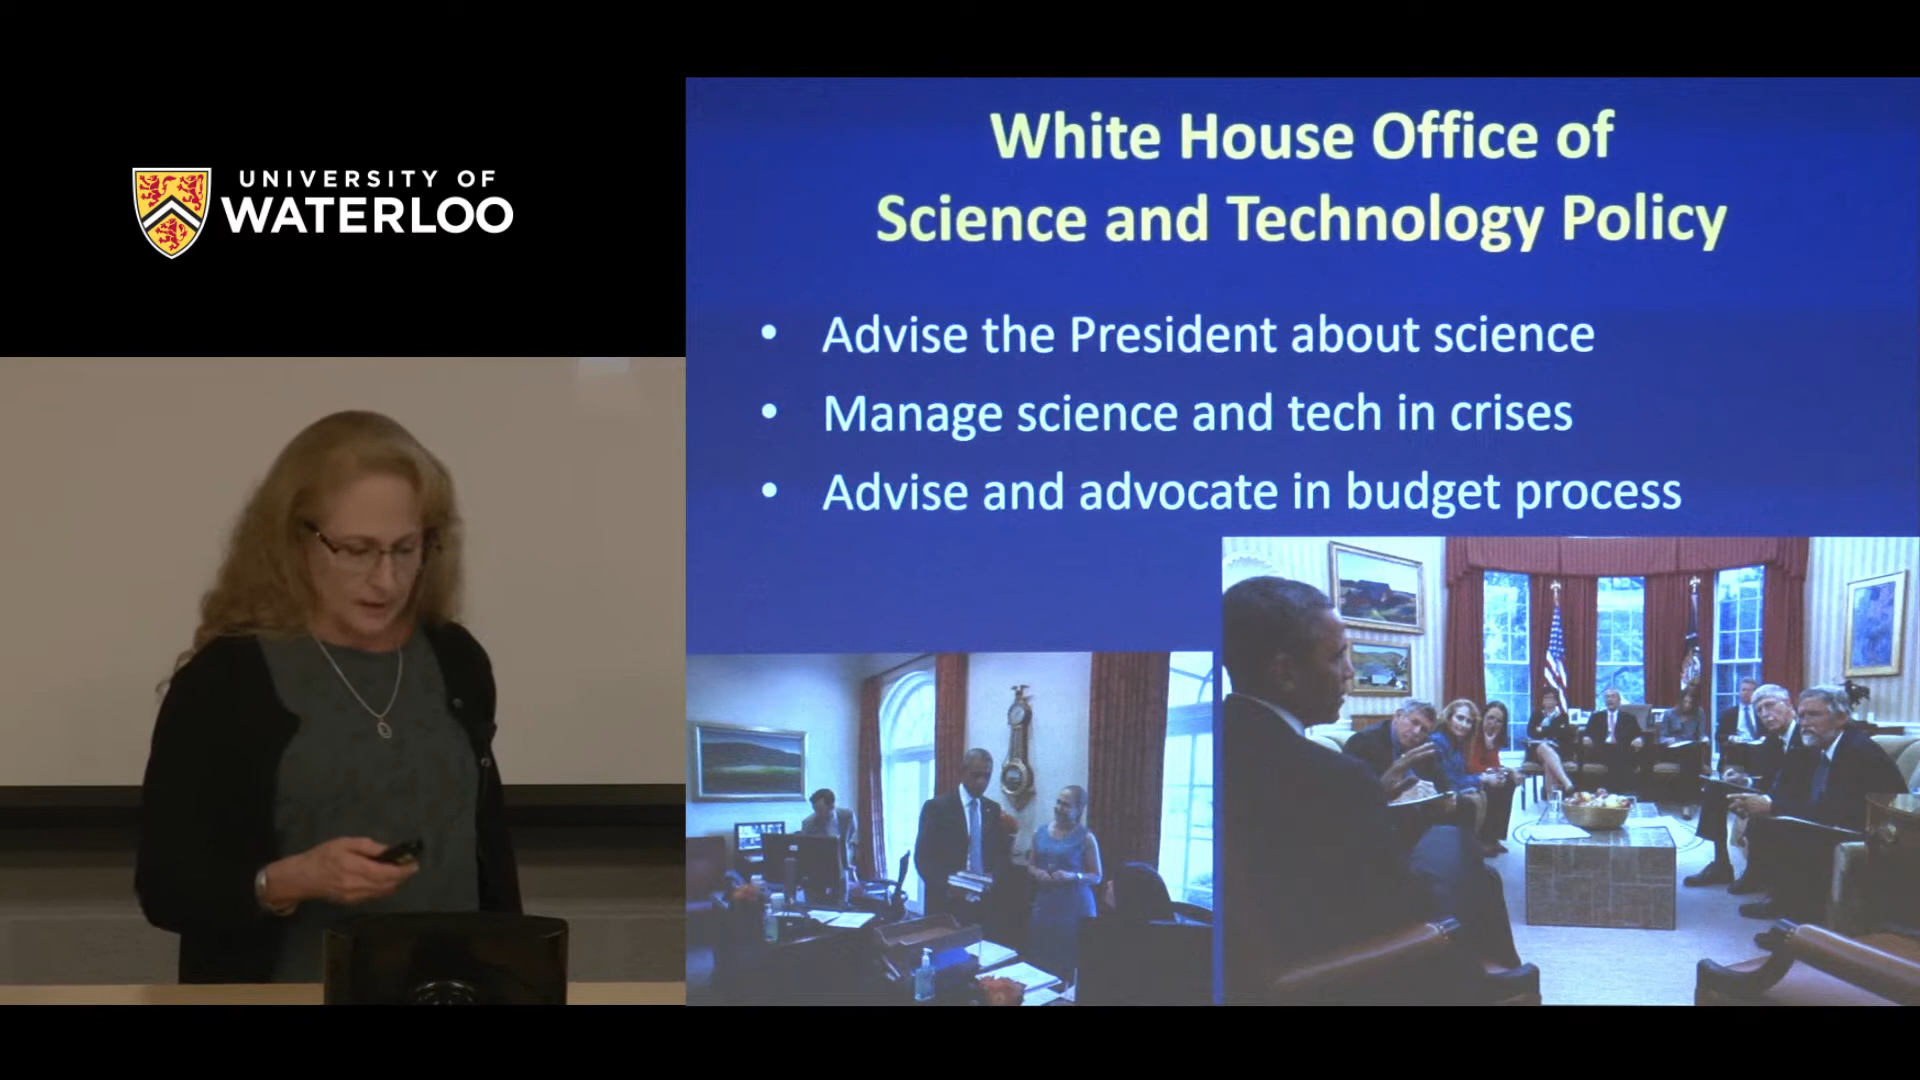 UNIVERSITY OF
WATERLOO
White House Office of
Science and Technology Policy
• Advise the President about science
• Manage science and tech in crises
• Advise and advocate in budget process